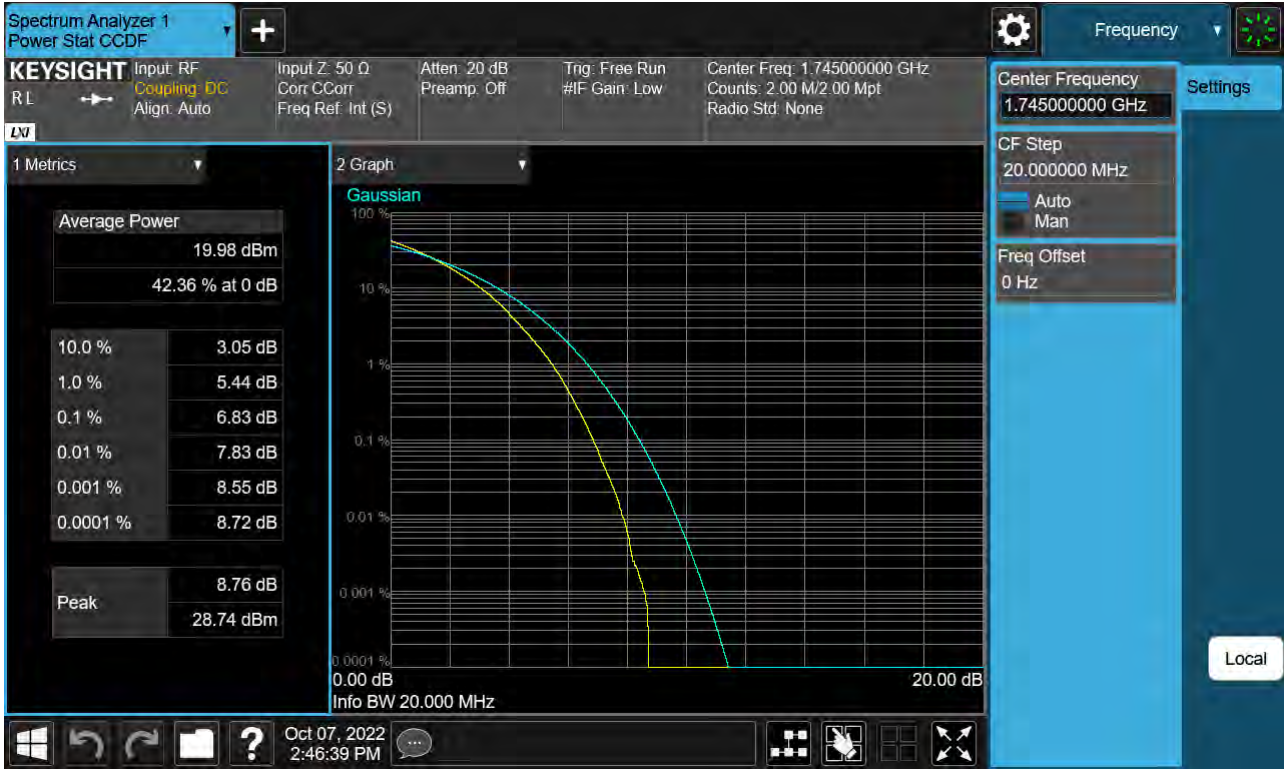 Spectrum Analyzer 1
Power Stat CCDF
+
Frequency
KEYSIGHT
R L
LXI
Input: RF
Coupling: DC
Align: Auto
Input Z: 50 Ω
Corr CCorr
Freq Ref: Int (S)
Atten: 20 dB
Preamp: Off
Trig: Free Run
#IF Gain: Low
Center Freq: 1.745000000 GHz
Counts: 2.00 M/2.00 Mpt
Radio Std: None
Center Frequency
1.745000000 GHz
Settings
CF Step
20.000000 MHz
Auto
Man
Freq Offset
0 Hz
1 Metrics
Average Power
19.98 dBm
42.36 % at 0 dB
10.0 % 3.05 dB
1.0 % 5.44 dB
0.1 % 6.83 dB
0.01 % 7.83 dB
0.001 % 8.55 dB
0.0001 % 8.72 dB
Peak
8.76 dB
28.74 dBm
2 Graph
Gaussian
100 %
10 %
1 %
0.1 %
0.01 %
0.001 %
0.0001 %
0.00 dB 20.00 dB
Info BW 20.000 MHz
Local
?
Oct 07, 2022
2:46:39 PM